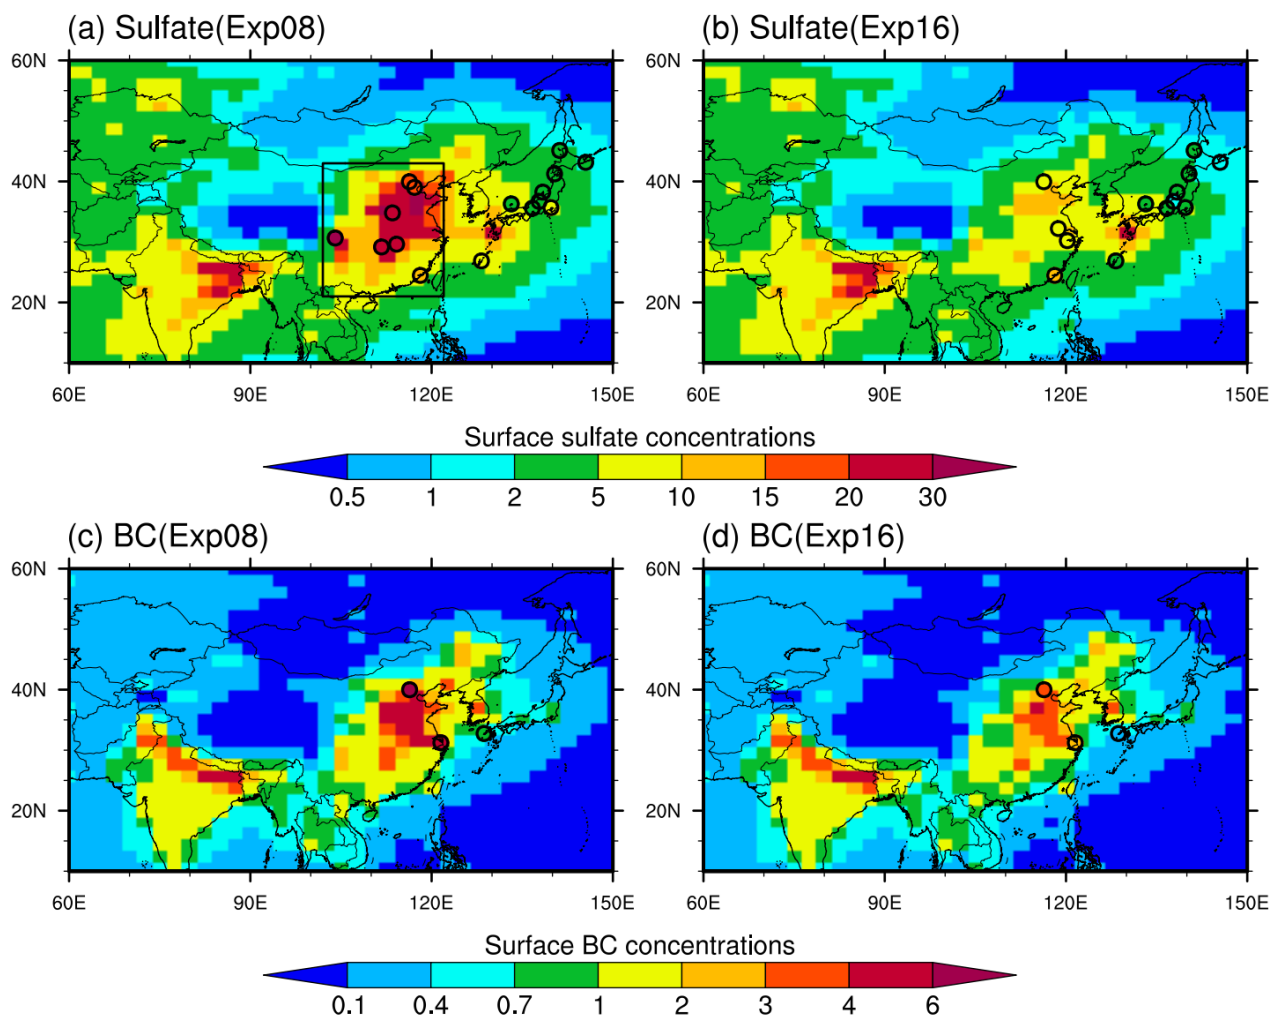 (a) Sulfate(Exp08)
(b) Sulfate(Exp16)
60N
60N
40N
40N
20N
20N
60E 90E 120E 150E
60E 90E 120E 150E
Surface sulfate concentrations
0.5 1 2 5 10 15 20 30
(c) BC(Exp08)
(d) BC(Exp16)
60N
60N
40N
40N
20N
20N
60E 90E 120E 150E
60E 90E 120E 150E
Surface BC concentrations
0.1 0.4 0.7 1 2 3 4 6